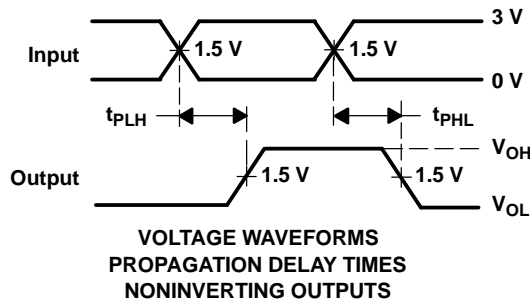 3 V
Input
1.5 V
1.5 V
0 V
tPLH
tPHL
VOH
Output
1.5 V
1.5 V
VOL
VOLTAGE WAVEFORMS
PROPAGATION DELAY TIMES
NONINVERTING OUTPUTS